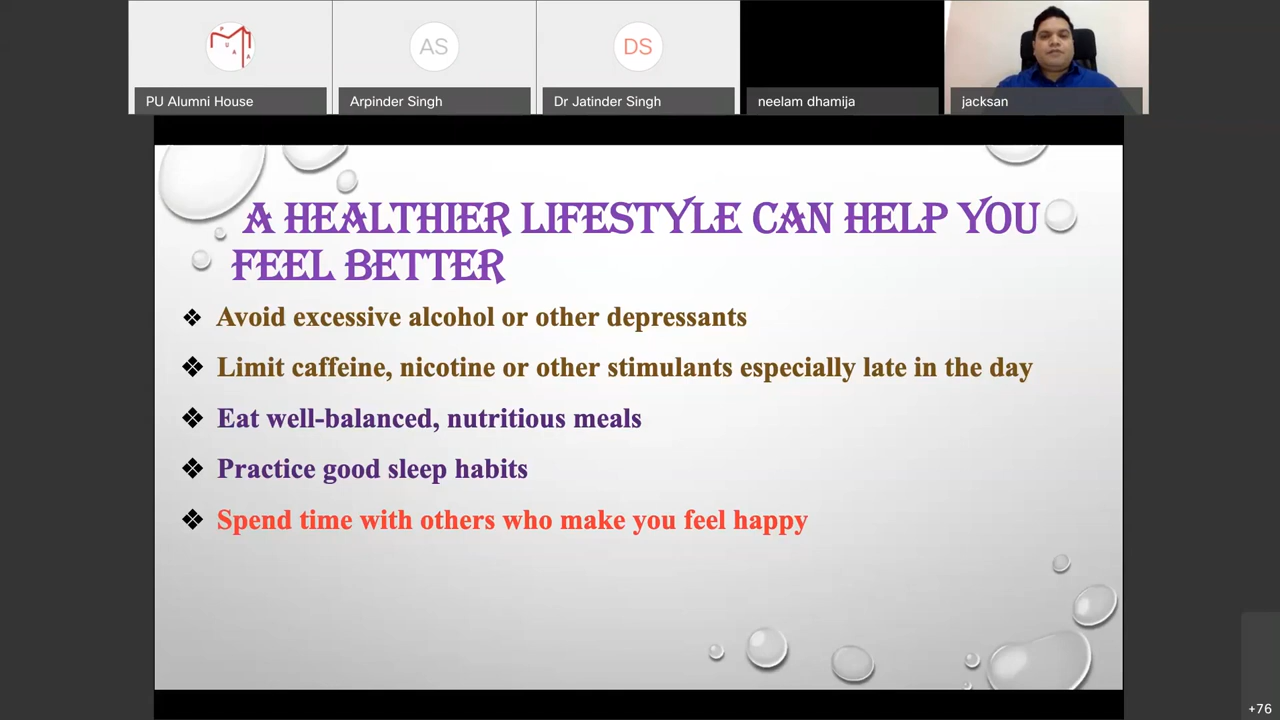 P
U
A
A
AS
DS
PU Alumni House
Arpinder Singh
Dr Jatinder Singh
neelam dhamija
jacksan
A HEALTHIER LIFESTYLE CAN HELP YOU
FEEL BETTER
❖ Avoid excessive alcohol or other depressants
❖ Limit caffeine, nicotine or other stimulants especially late in the day
❖ Eat well-balanced, nutritious meals
❖ Practice good sleep habits
❖ Spend time with others who make you feel happy
+76